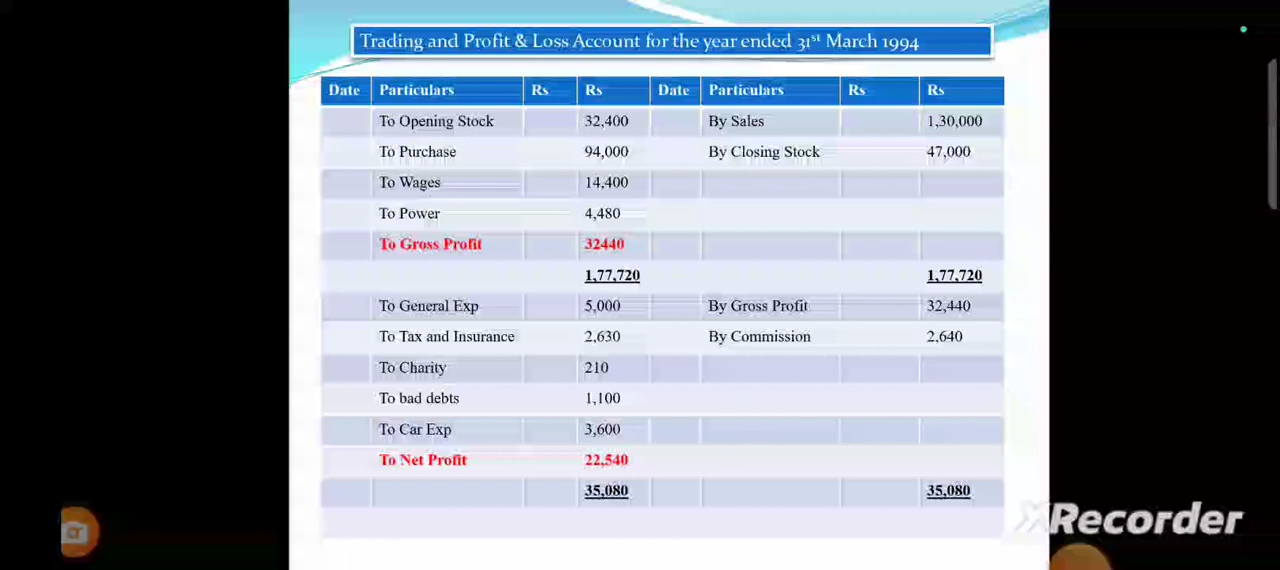 Trading and Profit & Loss Account for the year ended 31st March 1994
Date Particulars Rs Rs Date Particulars Rs Rs
To Opening Stock 32,400 By Sales 1,30,000
To Purchase 94,000 By Closing Stock 47,000
To Wages 14,400
To Power 4,480
To Gross Profit 32440
1,77,720 1,77,720
To General Exp 5,000 By Gross Profit 32,440
To Tax and Insurance 2,630 By Commission 2,640
To Charity 210
To bad debts 1,100
To Car Exp 3,600
To Net Profit 22,540
35,080 35,080
XRecorder